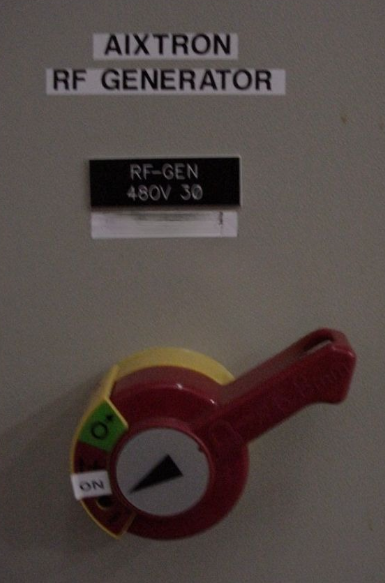 AIXTRON
RF GENERATOR
RF-GEN
480V 30
ON